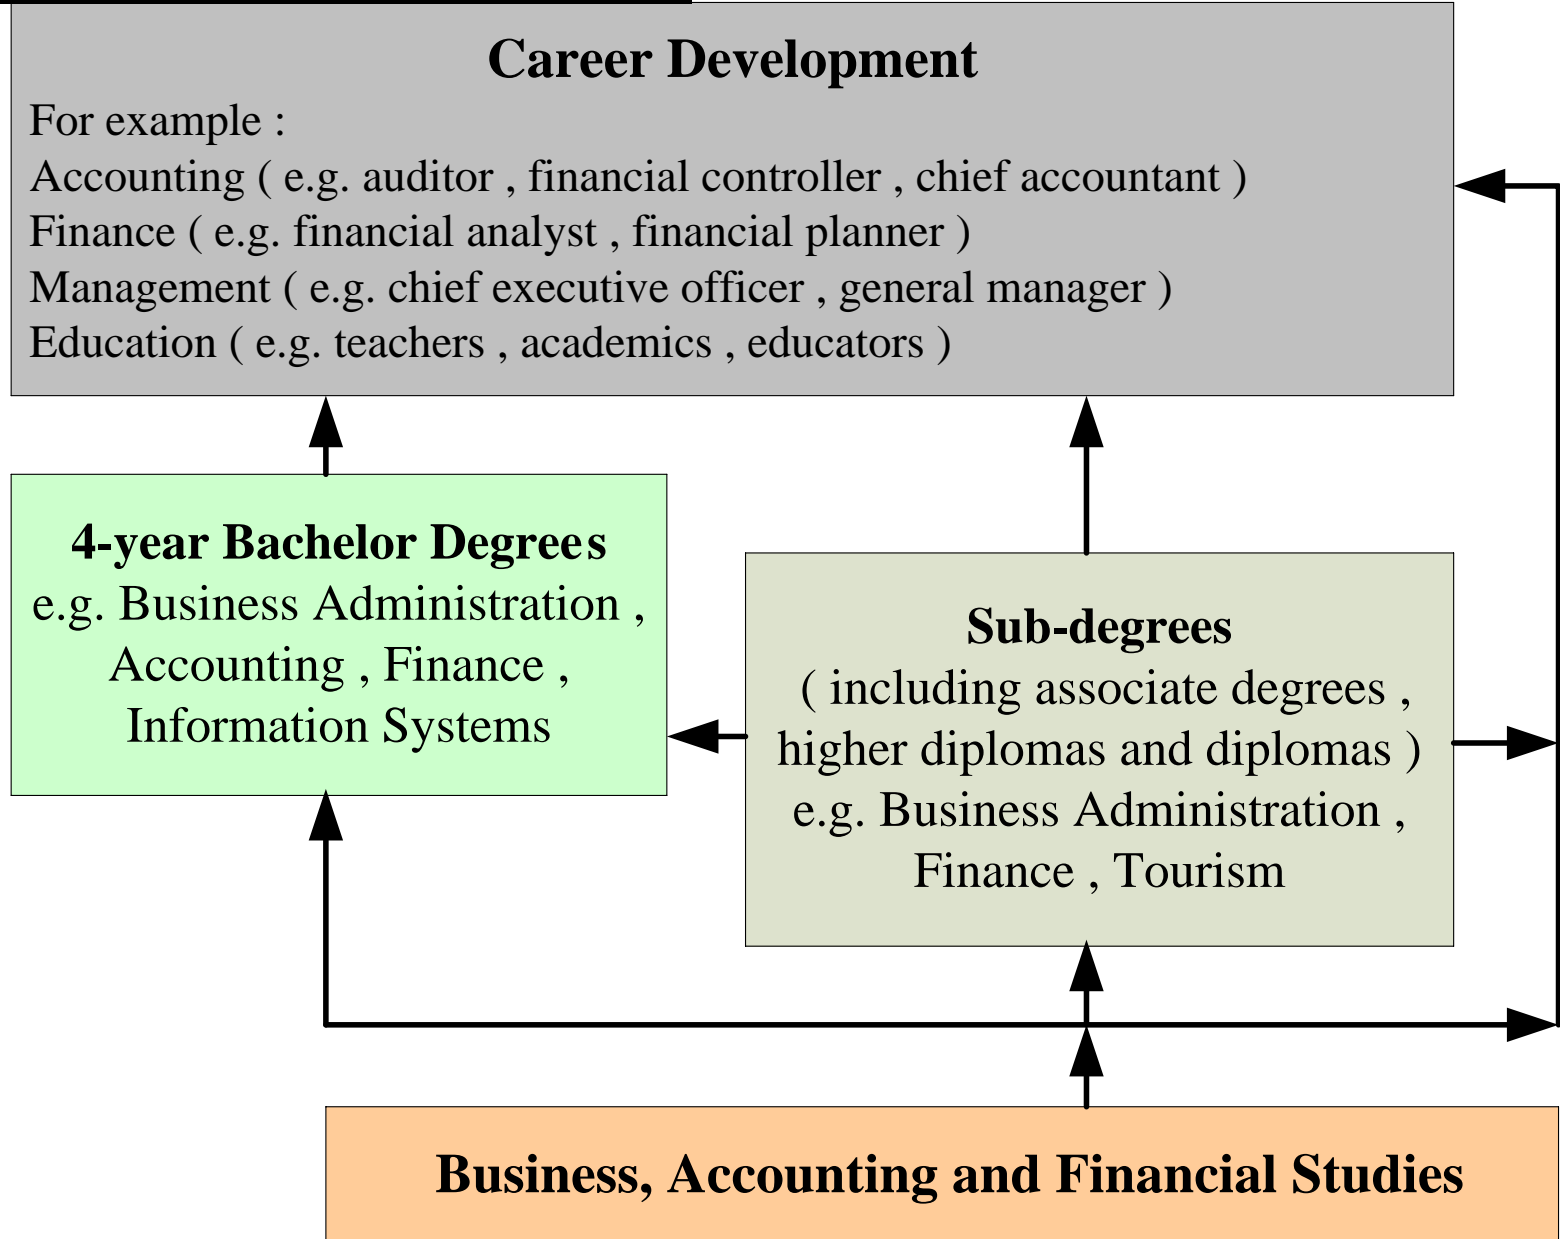 Career Development
For example :
Accounting ( e.g. auditor , financial controller , chief accountant )
Finance ( e.g. financial analyst , financial planner )
Management ( e.g. chief executive officer , general manager )
Education ( e.g. teachers , academics , educators )
4-year Bachelor Degrees
e.g. Business Administration ,
Accounting , Finance ,
Information Systems
Sub-degrees
( including associate degrees ,
higher diplomas and diplomas )
e.g. Business Administration ,
Finance , Tourism
Business, Accounting and Financial Studies